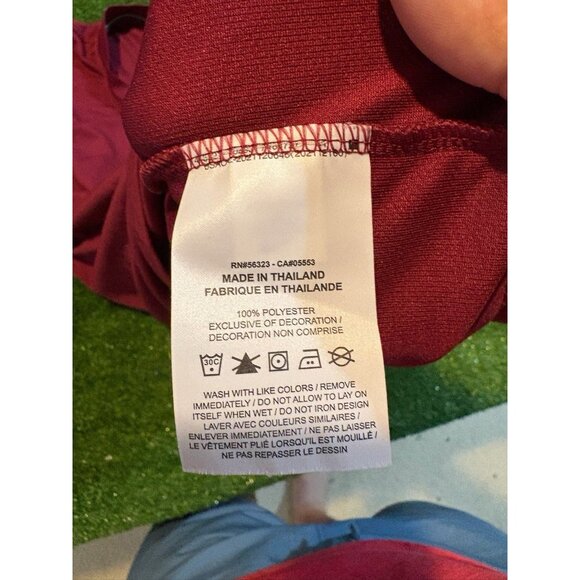 RN#56323 - CA#05553
MADE IN THAILAND
FABRIQUE EN THAILANDE
100% POLYESTER
EXCLUSIVE OF DECORATION /
DECORATION NON COMPRISE
30C
WASH WITH LIKE COLORS / REMOVE
IMMEDIATELY / DO NOT ALLOW TO LAY ON
ITSELF WHEN WET / DO NOT IRON DESIGN
LAVER AVEC COULEURS SIMILAIRES /
ENLEVER IMMEDIATEMENT / NE PAS LAISSER
LE VÊTEMENT PLIÉ LORSQU'IL EST MOUILLÉ /
NE PAS REPASSER LE DESSIN